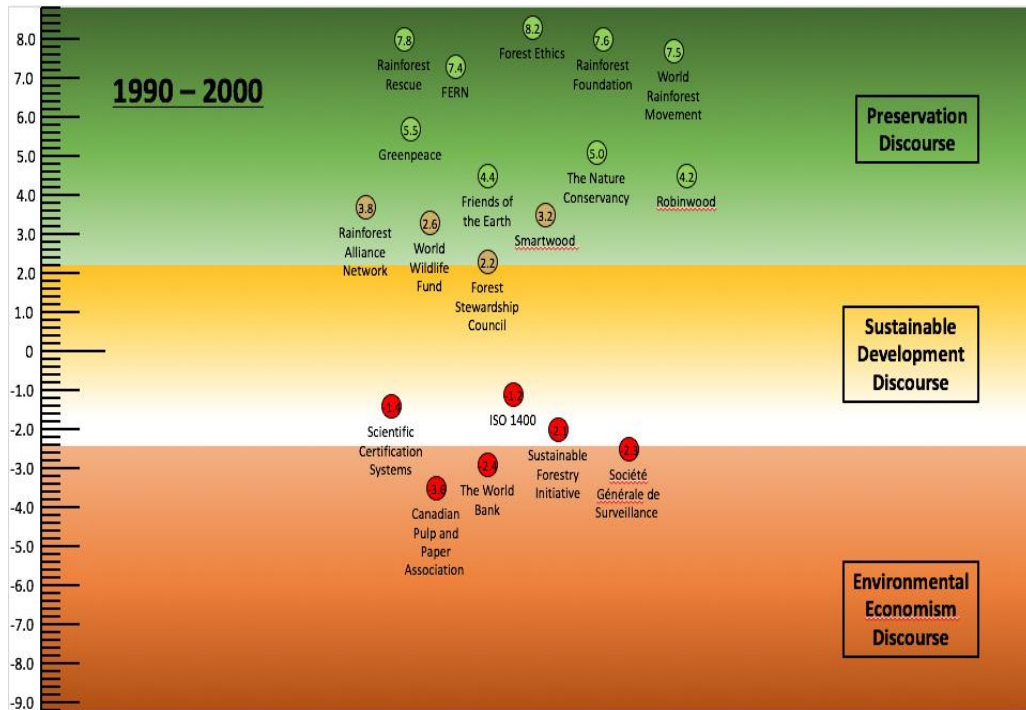 8.0
7.0
6.0
5.0
4.0
3.0
2.0
1.0
0
-1.0
-2.0
-3.0
-4.0
-5.0
-6.0
-7.0
-8.0
-9.0
1990 – 2000
7.8
Rainforest
Rescue
7.4
FERN
8.2
Forest Ethics
7.6
Rainforest
Foundation
7.5
World
Rainforest
Movement
5.5
Greenpeace
4.4
Friends of
the Earth
5.0
The Nature
Conservancy
4.2
Robinwood
3.8
Rainforest
Alliance
Network
2.6
World
Wildlife
Fund
3.2
Smartwood
2.2
Forest
Stewardship
Council
-1.4
Scientific
Certification
Systems
-1.2
ISO 1400
-2.1
Sustainable
Forestry
Initiative
-2.3
Société
Générale de
Surveillance
-2.4
The World
Bank
-3.6
Canadian
Pulp and
Paper
Association
Preservation
Discourse
Sustainable
Development
Discourse
Environmental
Economism
Discourse